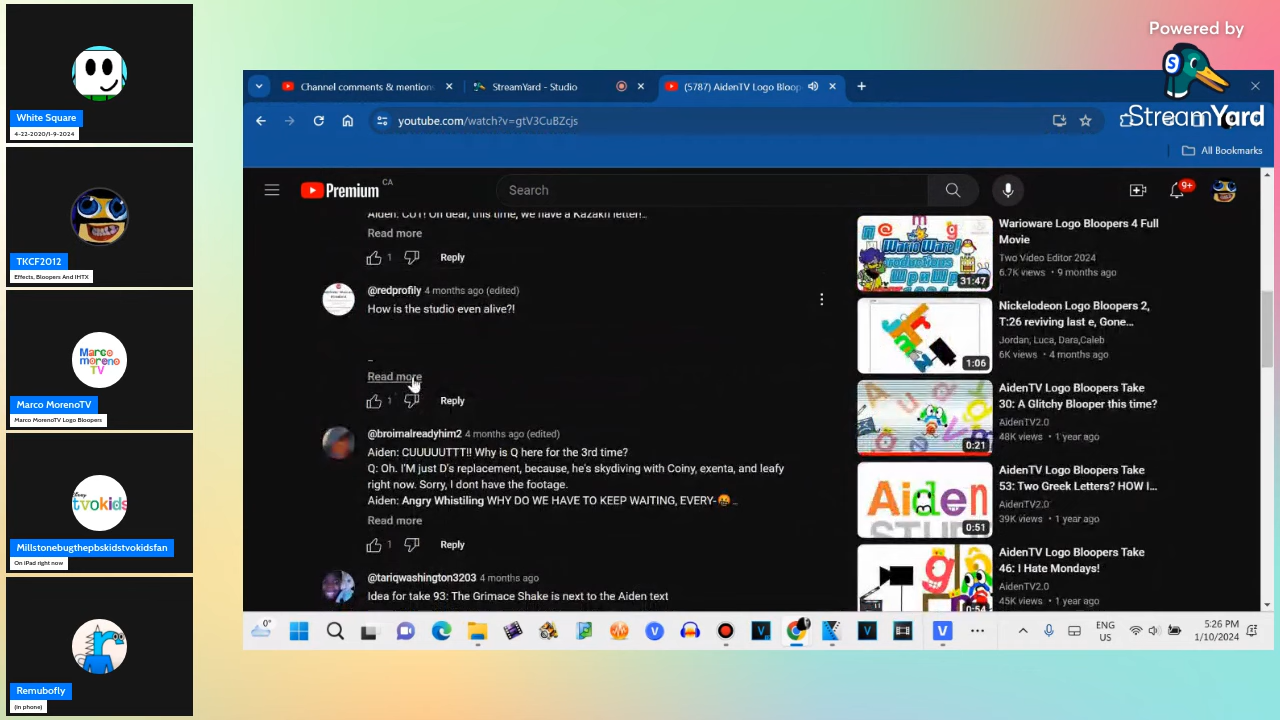 White Square
4-22-2020/1-9-2024
TKCF2012
Effects, Bloopers And IHTX
Marco
moreno
TV
Marco MorenoTV
Marco MorenoTV Logo Bloopers
tvokids
Millstonebugthepbskidstvokidsfan
On iPad right now
Remubofly
(in phone)
Powered by
StreamYard
Channel comments & mention
StreamYard - Studio
(5787) AidenTV Logo Bloop
youtube.com/watch?v=gtV3CuBZcjs
All Bookmarks
Premium CA
Search
9+
Aiden: CUT! Oh dear, this time, we have a Kazakh letter!...
Read more
1
Reply
@redprofily 4 months ago (edited)
How is the studio even alive?!
_
Read more
1
Reply
@broimalreadyhim2 4 months ago (edited)
Aiden: CUUUUUTTT!! Why is Q here for the 3rd time?
Q: Oh. I'M just D's replacement, because, he's skydiving with Coiny, exenta, and leafy
right now. Sorry, I dont have the footage.
Aiden: Angry Whistiling WHY DO WE HAVE TO KEEP WAITING, EVERY-🤬...
Read more
1
Reply
@tariqwashington3203 4 months ago
Idea for take 93: The Grimace Shake is next to the Aiden text
WarioWare!
31:47
Warioware Logo Bloopers 4 Full
Movie
Two Video Editor 2024
6.7K views • 9 months ago
1:06
Nickelodeon Logo Bloopers 2,
T:26 reviving last e, Gone...
Jordan, Luca, Dara,Caleb
6K views • 4 months ago
0:21
AidenTV Logo Bloopers Take
30: A Glitchy Blooper this time?
AidenTV2.0
48K views • 1 year ago
Aiden
0:51
AidenTV Logo Bloopers Take
53: Two Greek Letters? HOW I...
AidenTV2.0
39K views • 1 year ago
0:54
AidenTV Logo Bloopers Take
46: I Hate Mondays!
AidenTV2.0
45K views • 1 year ago
0°
ENG
US
5:26 PM
1/10/2024